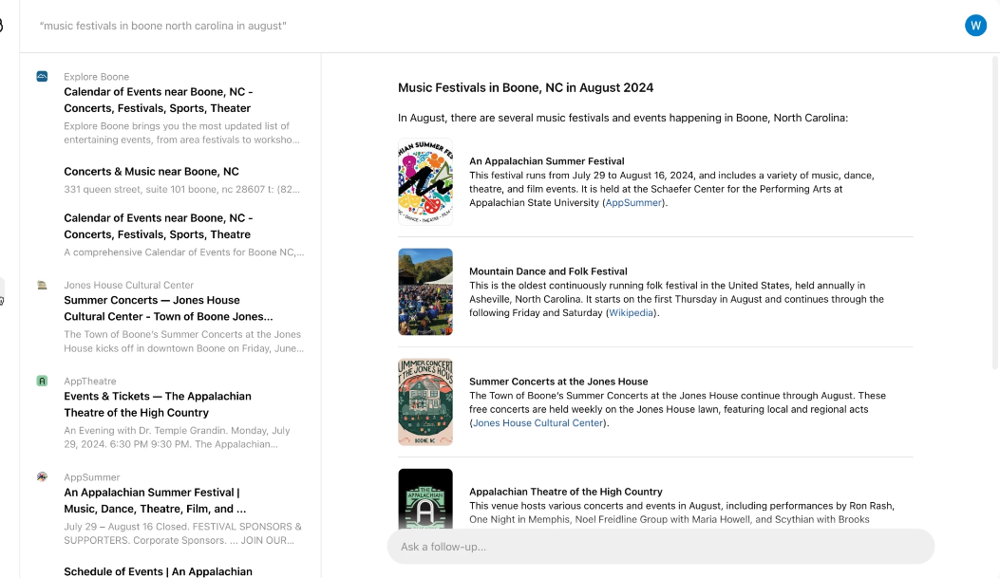 "music festivals in boone north carolina in august"
W
Explore Boone
Calendar of Events near Boone, NC -
Concerts, Festivals, Sports, Theater
Explore Boone brings you the most updated list of
entertaining events, from area festivals to worksho...
Concerts & Music near Boone, NC
331 queen street, suite 101 boone, nc 28607 t: (82...
Calendar of Events near Boone, NC -
Concerts, Festivals, Sports, Theatre
A comprehensive Calendar of Events for Boone NC,...
Jones House Cultural Center
Summer Concerts — Jones House
Cultural Center - Town of Boone Jones...
The Town of Boone's Summer Concerts at the Jones
House kicks off in downtown Boone on Friday, June...
A
AppTheatre
Events & Tickets — The Appalachian
Theatre of the High Country
An Evening with Dr. Temple Grandin. Monday, July
29, 2024. 6:30 PM 9:30 PM. The Appalachian...
AppSummer
An Appalachian Summer Festival |
Music, Dance, Theatre, Film, and ...
July 29 – August 16 Closed. FESTIVAL SPONSORS &
SUPPORTERS. Corporate Sponsors. ... JOIN OUR...
Schedule of Events | An Appalachian
Music Festivals in Boone, NC in August 2024
In August, there are several music festivals and events happening in Boone, North Carolina:
An Appalachian Summer Festival
This festival runs from July 29 to August 16, 2024, and includes a variety of music, dance,
theatre, and film events. It is held at the Schaefer Center for the Performing Arts at
Appalachian State University (AppSummer).
Mountain Dance and Folk Festival
This is the oldest continuously running folk festival in the United States, held annually in
Asheville, North Carolina. It starts on the first Thursday in August and continues through the
following Friday and Saturday (Wikipedia).
BOONE, NC
Summer Concerts at the Jones House
The Town of Boone's Summer Concerts at the Jones House continue through August. These
free concerts are held weekly on the Jones House lawn, featuring local and regional acts
(Jones House Cultural Center).
THE
APPALACHIAN
A
Appalachian Theatre of the High Country
This venue hosts various concerts and events in August, including performances by Ron Rash,
One Night in Memphis, Noel Freidline Group with Maria Howell, and Scythian with Brooks
Ask a follow-up...